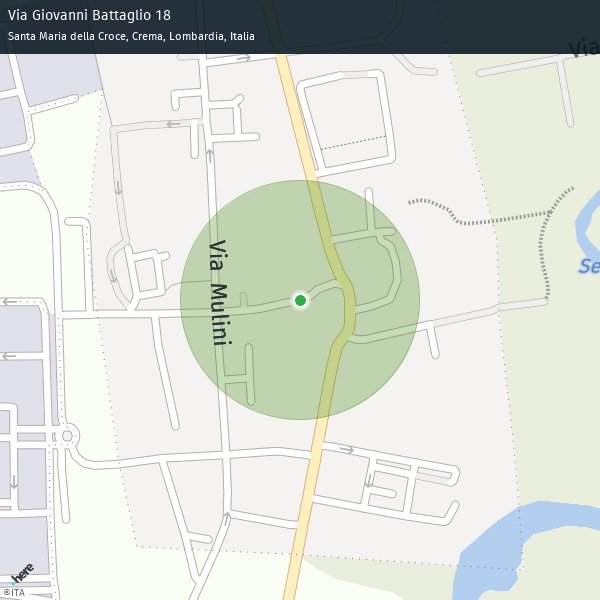 Via Giovanni Battaglio 18
Santa Maria della Croce, Crema, Lombardia, Italia
Via
Via Mulini
Se
here
©ITA